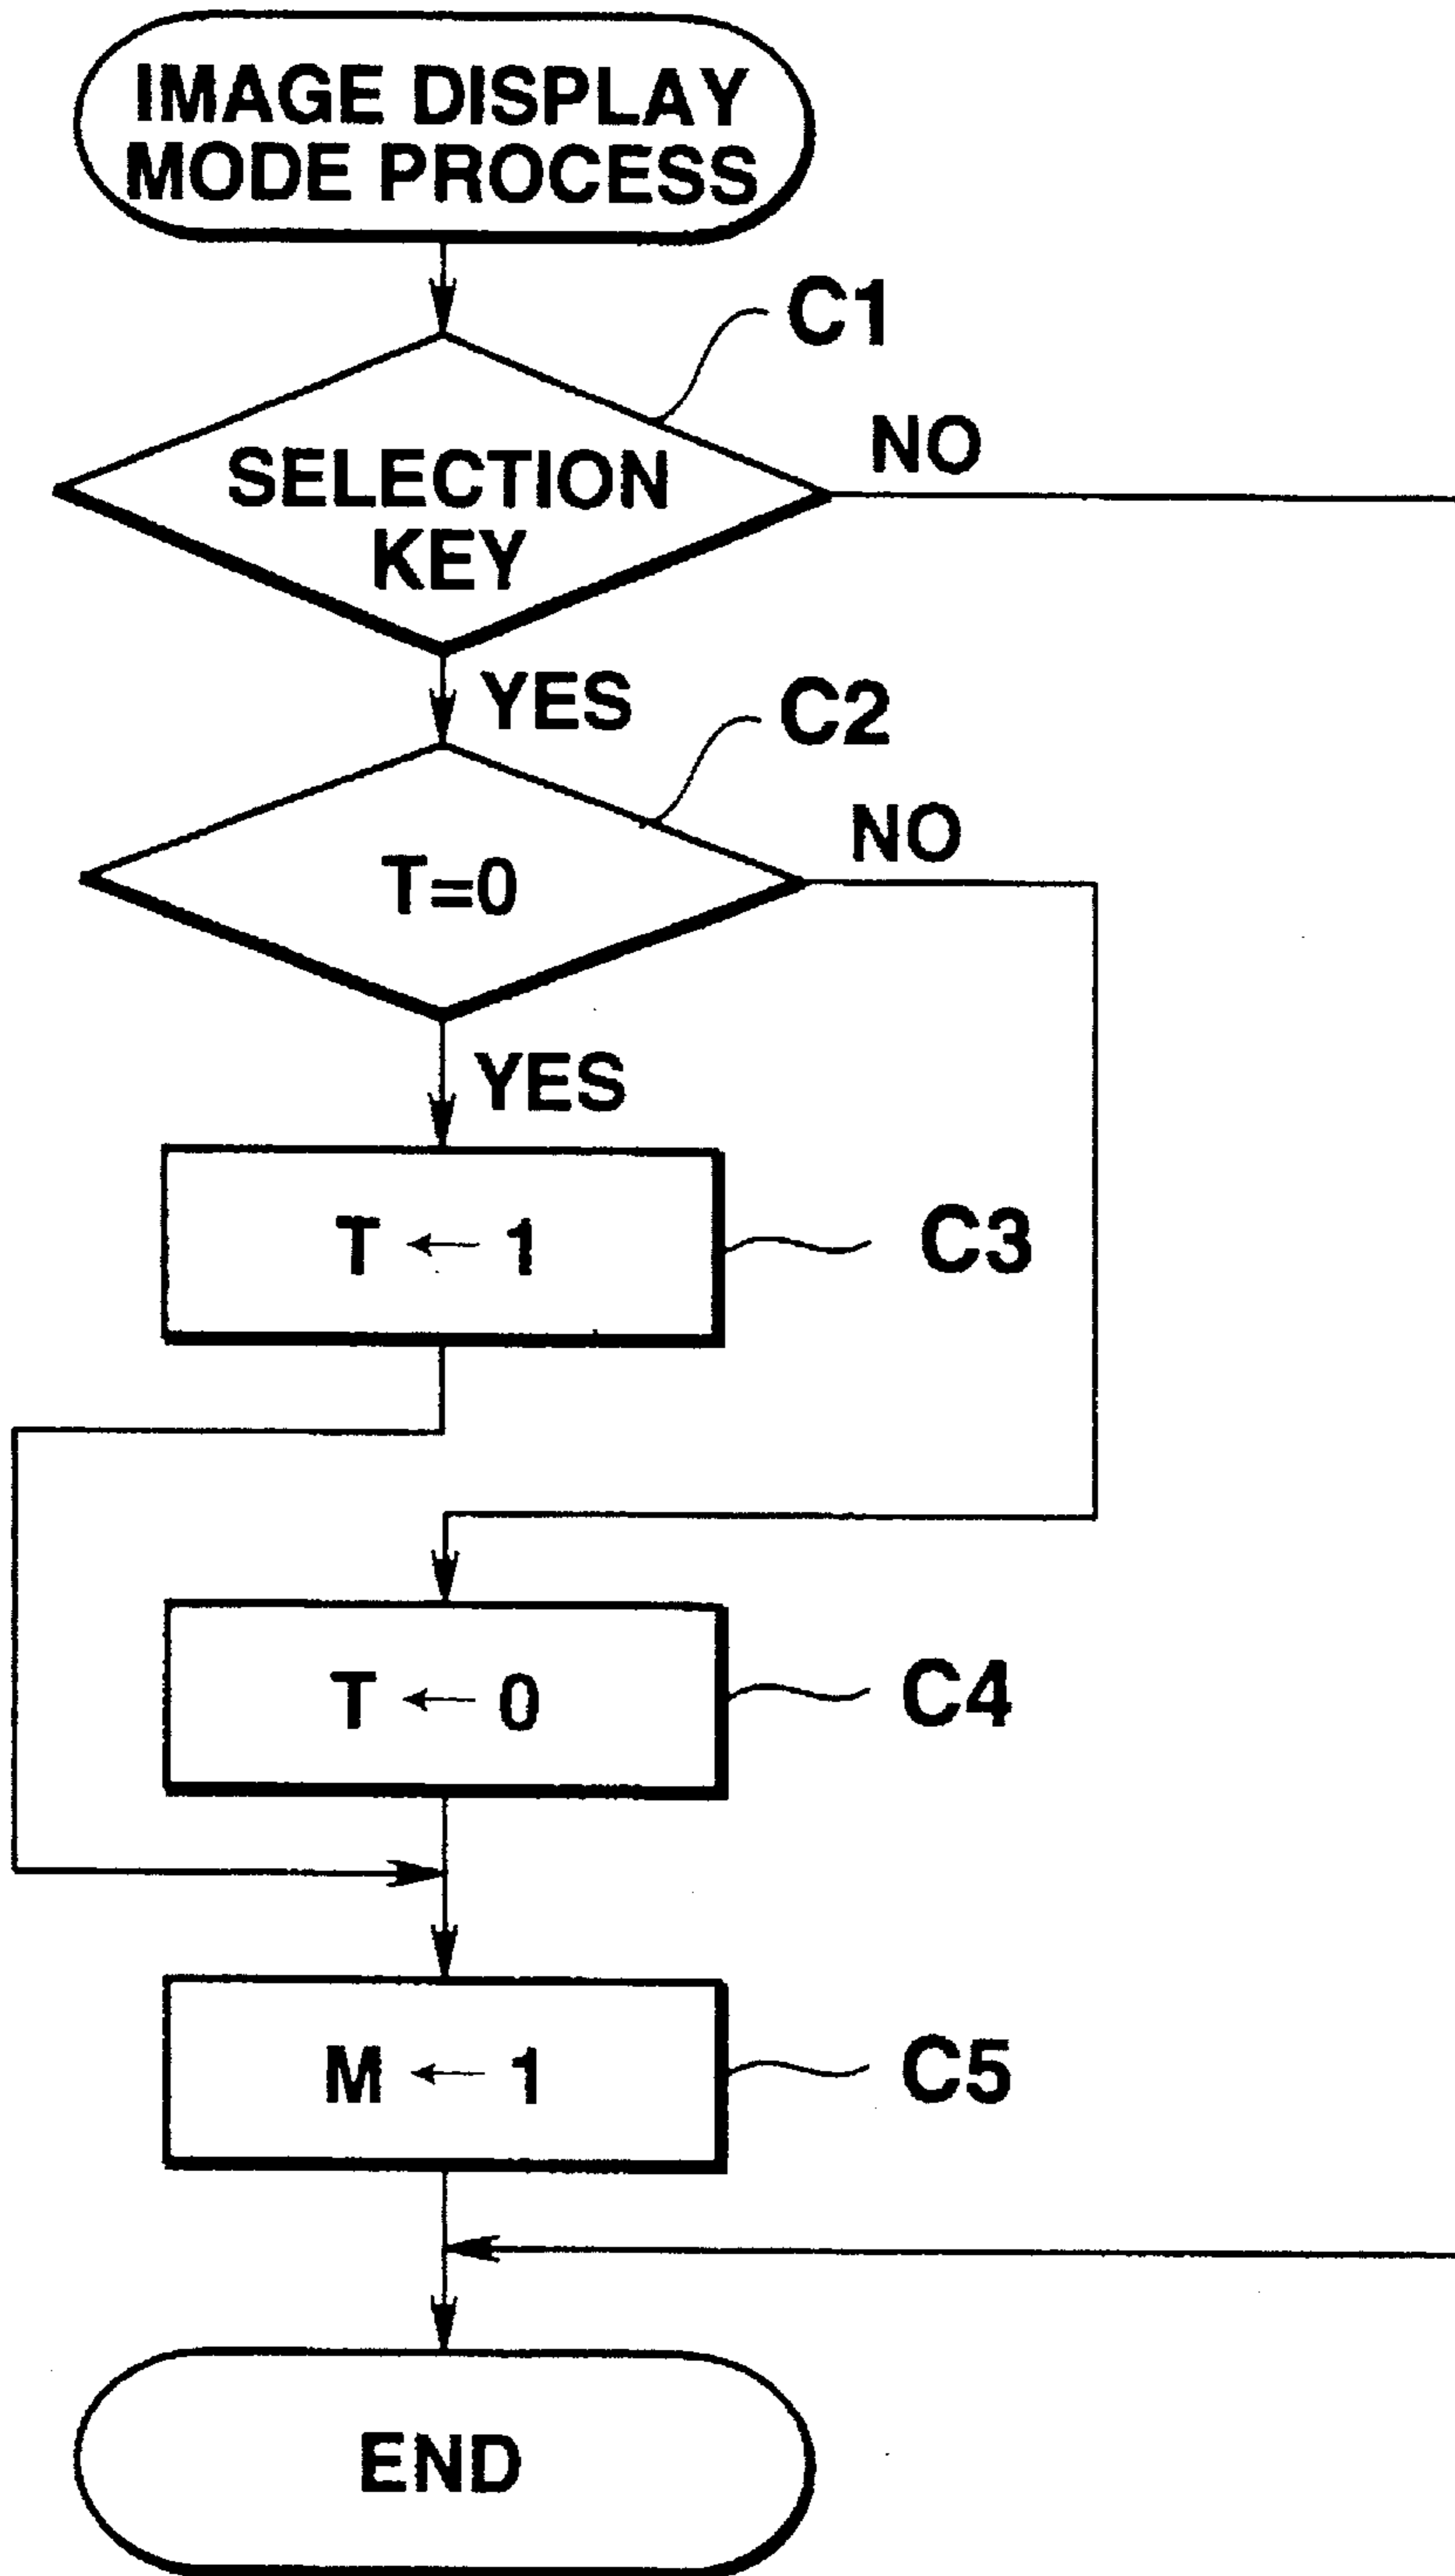 IMAGE DISPLAY
MODE PROCESS
C1
SELECTION
KEY
NO
YES
C2
T=0
NO
YES
T ← 1
C3
T ← 0
C4
M ← 1
C5
END